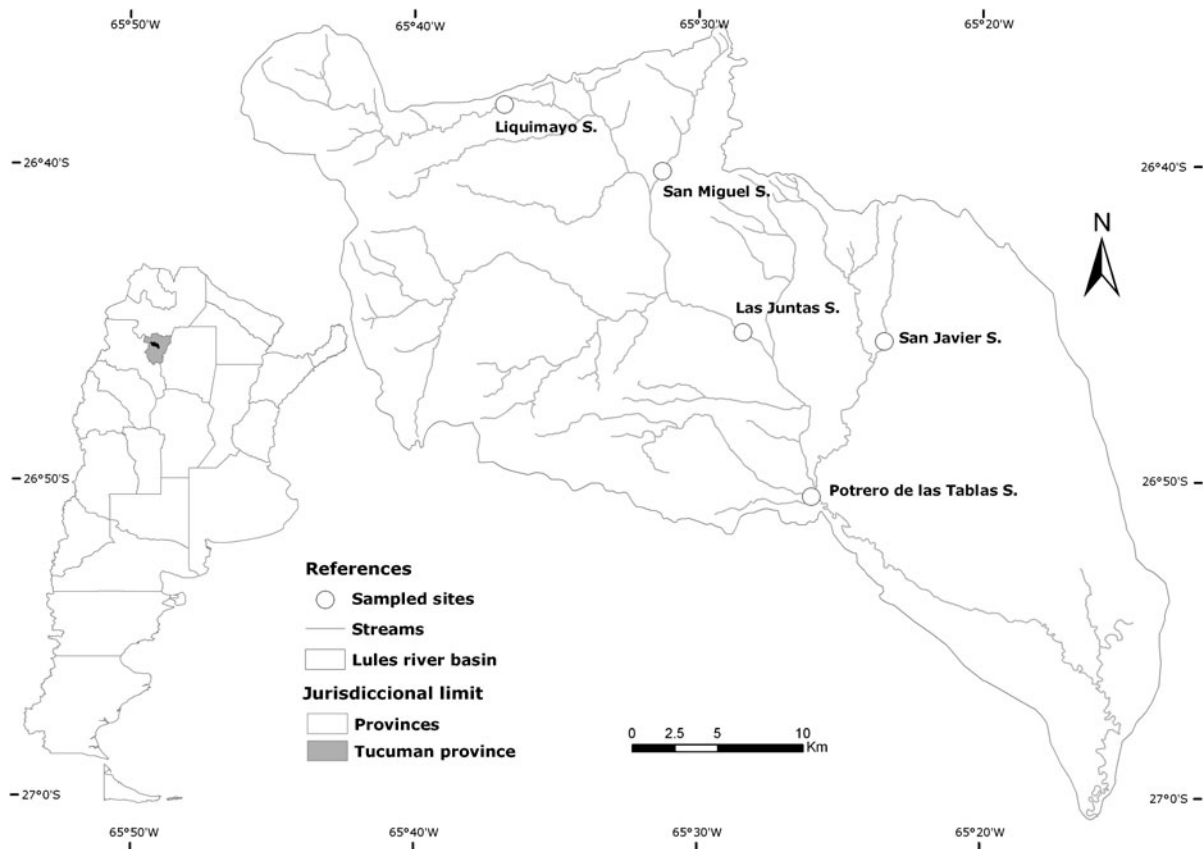 65°50'W
65°40'W
65°30'W
65°20'W
Liquimayo S.
26°40'S
26°40'S
San Miguel S.
N
Las Juntas S.
San Javier S.
26°50'S
26°50'S
Potrero de las Tablas S.
References
Sampled sites
Streams
Lules river basin
Jurisdiccional limit
Provinces
Tucuman province
0 2.5 5 10
Km
27°0'S
27°0'S
65°50'W
65°40'W
65°30'W
65°20'W